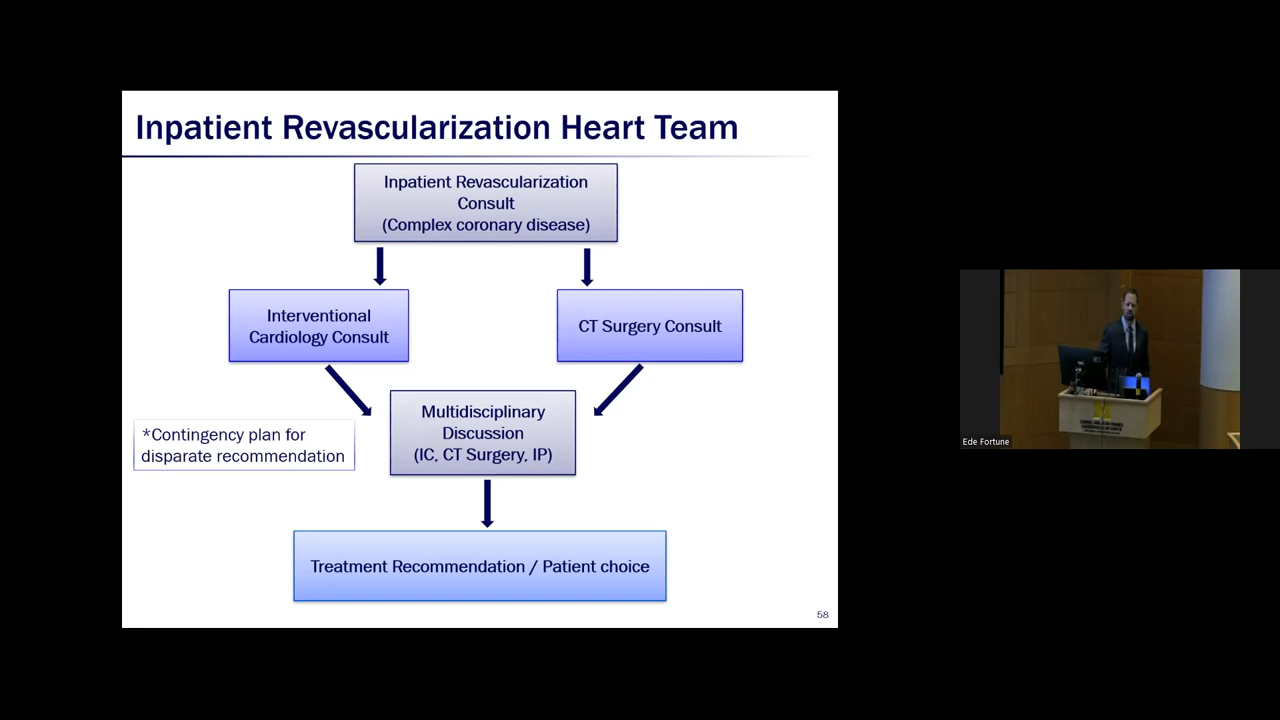 Inpatient Revascularization Heart Team
Inpatient Revascularization
Consult
(Complex coronary disease)
Interventional
Cardiology Consult
CT Surgery Consult
Multidisciplinary
Discussion
(IC, CT Surgery, IP)
*Contingency plan for
disparate recommendation
Treatment Recommendation / Patient choice
58
Ede Fortune